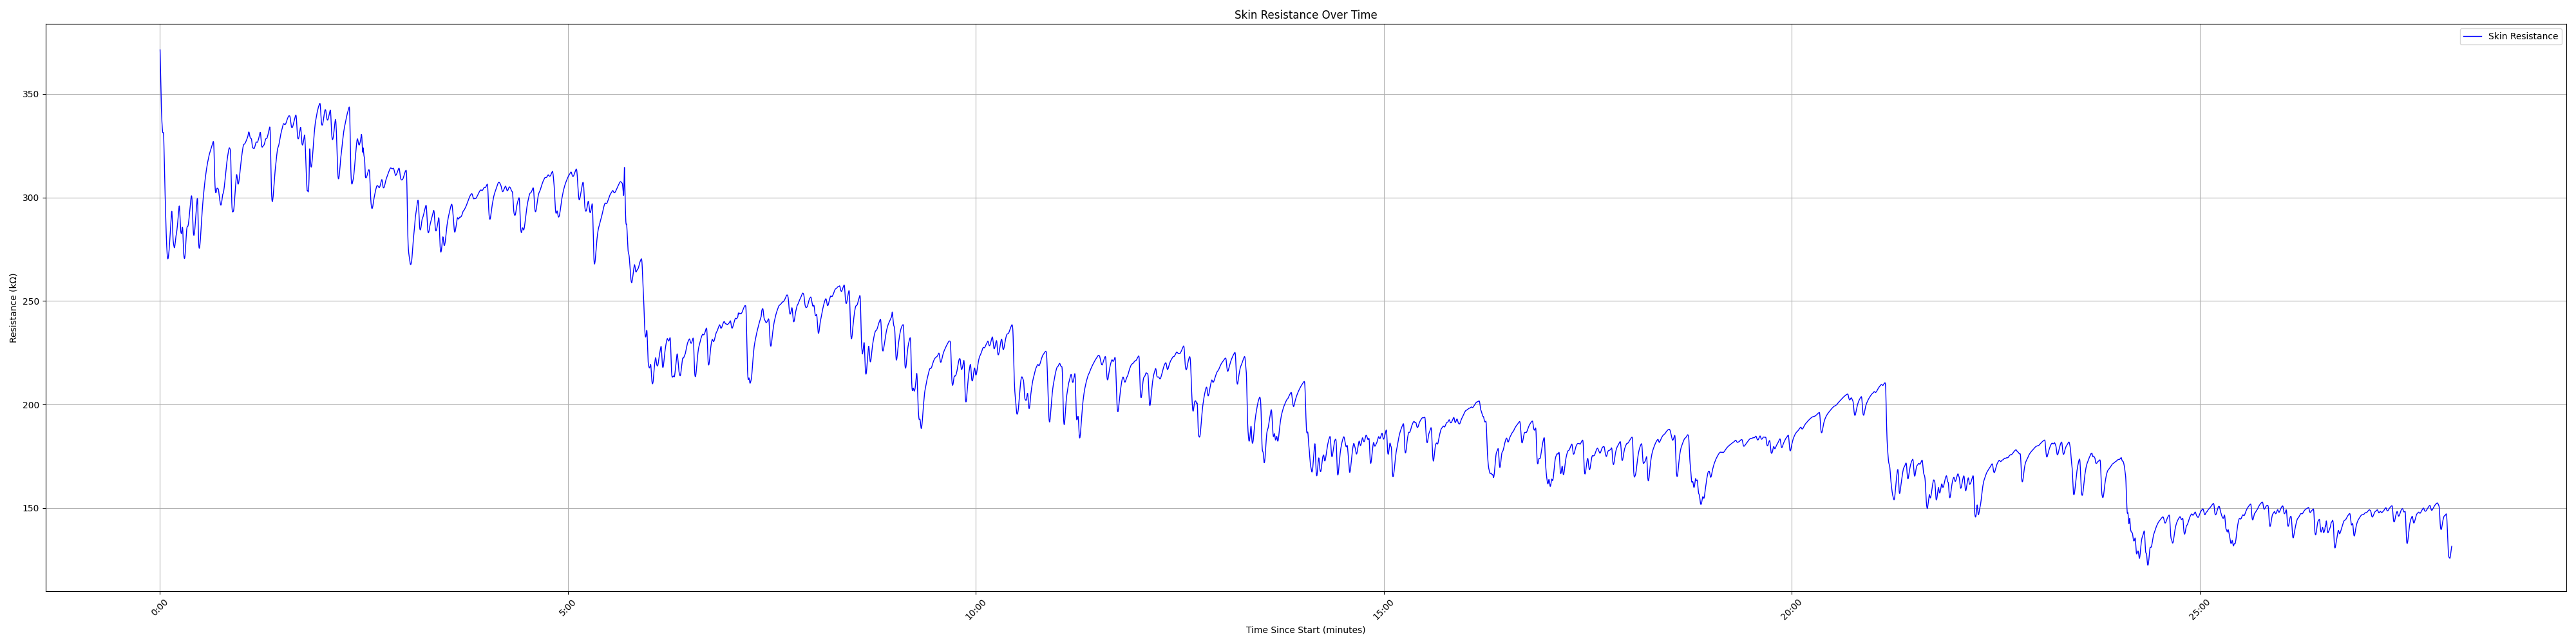 Skin Resistance Over Time
Skin Resistance
350
300
250
200
150
Resistance (kΩ)
0:00
5:00
10:00
15:00
20:00
25:00
Time Since Start (minutes)